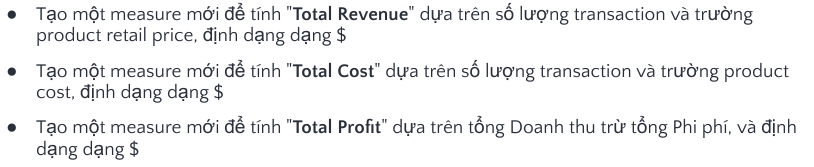 ● Tạo một measure mới để tính "Total Revenue" dựa trên số lượng transaction và trường
product retail price, định dạng dạng $
● Tạo một measure mới để tính "Total Cost" dựa trên số lượng transaction và trường product
cost, định dạng dạng $
● Tạo một measure mới để tính "Total Profit" dựa trên tổng Doanh thu trừ tổng Phi phí, và định
dạng dạng $